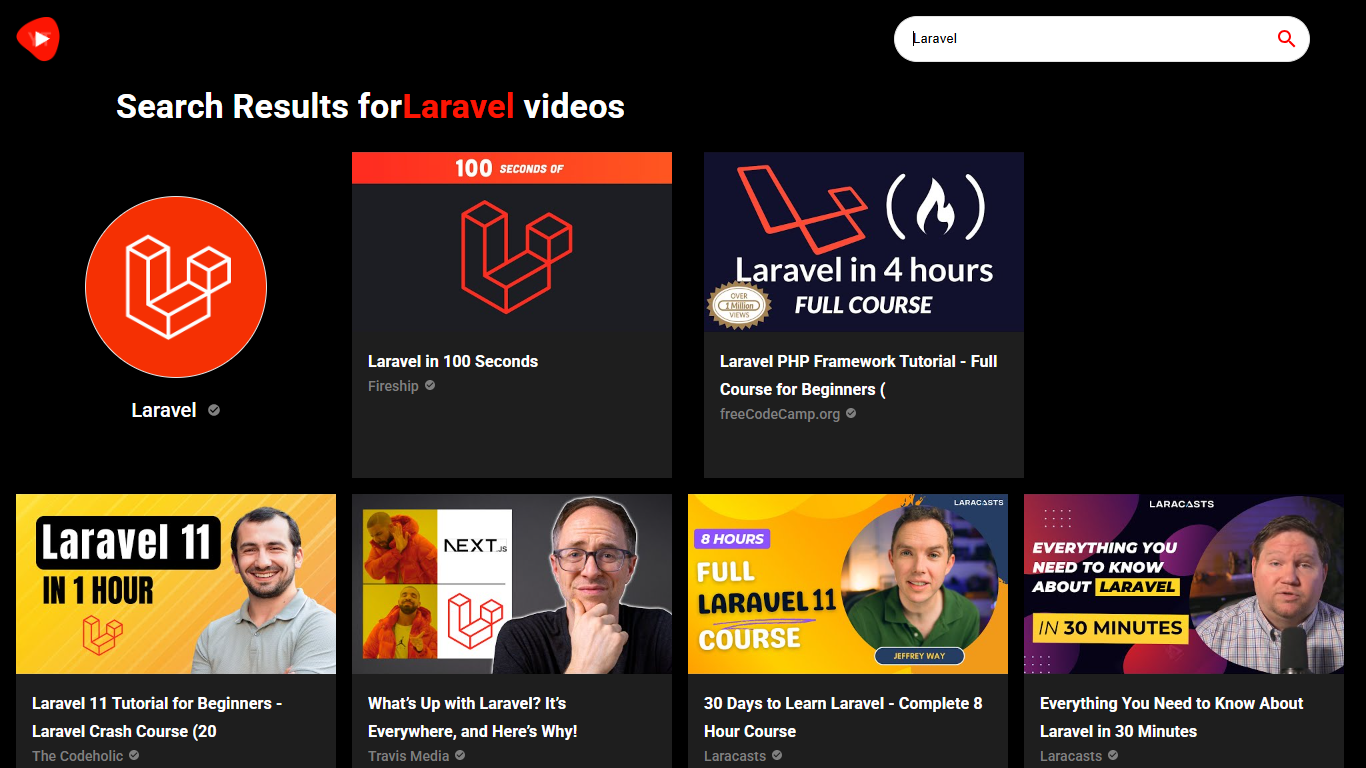 Laravel
Search Results forLaravel videos
100 SECONDS OF
Laravel in 4 hours
FULL COURSE
OVER
1 Million
VIEWS
Laravel
Laravel in 100 Seconds
Fireship
Laravel PHP Framework Tutorial - Full
Course for Beginners (
freeCodeCamp.org
Laravel 11
IN 1 HOUR
NEXT.JS
LARACASTS
8 HOURS
FULL
LARAVEL 11
COURSE
JEFFREY WAY
LARACASTS
EVERYTHING YOU
NEED TO KNOW
ABOUT LARAVEL
IN 30 MINUTES
Laravel 11 Tutorial for Beginners -
Laravel Crash Course (20
The Codeholic
What’s Up with Laravel? It’s
Everywhere, and Here’s Why!
Travis Media
30 Days to Learn Laravel - Complete 8
Hour Course
Laracasts
Everything You Need to Know About
Laravel in 30 Minutes
Laracasts